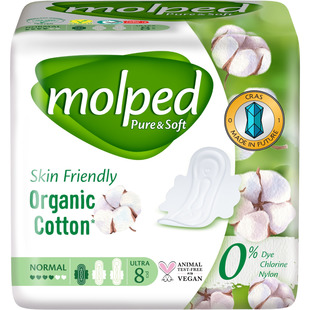 molped
Pure & Soft
CRAS
MADE IN FUTURE
Skin Friendly
Organic
Cotton*
NORMAL
ULTRA
8
ANIMAL
TEST-FREE
VEGAN
0%
Dye
Chlorine
Nylon